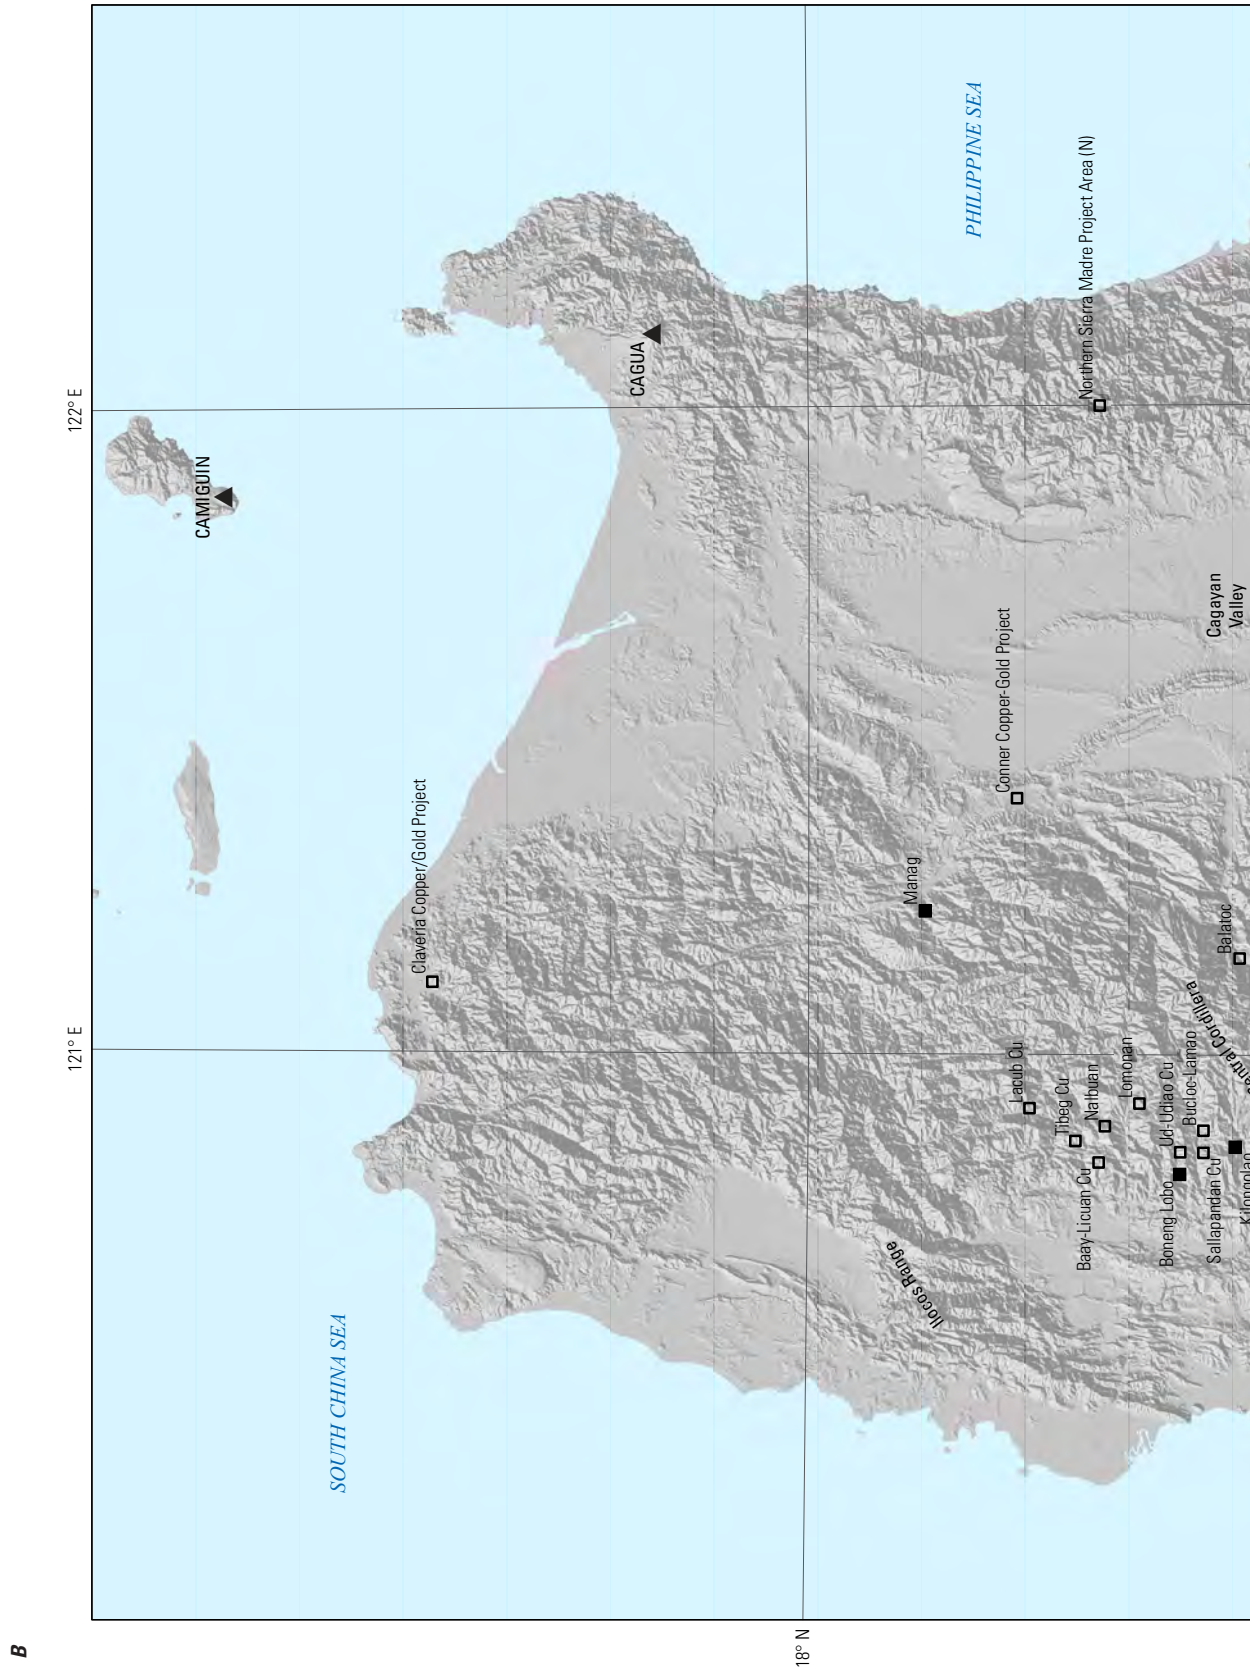 B
121° E
122° E
18° N
SOUTH CHINA SEA
PHILIPPINE SEA
CAMIGUIN
CAGUA
Claveria Copper/Gold Project
Manag
Conner Copper-Gold Project
Northern Sierra Madre Project Area (N)
Ilocos Range
Lacub Cu
Tibeg Cu
Nalbuan
Baay-Licuan Cu
Lomonan
Ud-Udiao Cu
Boneng Lobo
Bucloc-Lamao
Sallapandan Cu
Balatoc
Cagayan
Valley
Cordillera